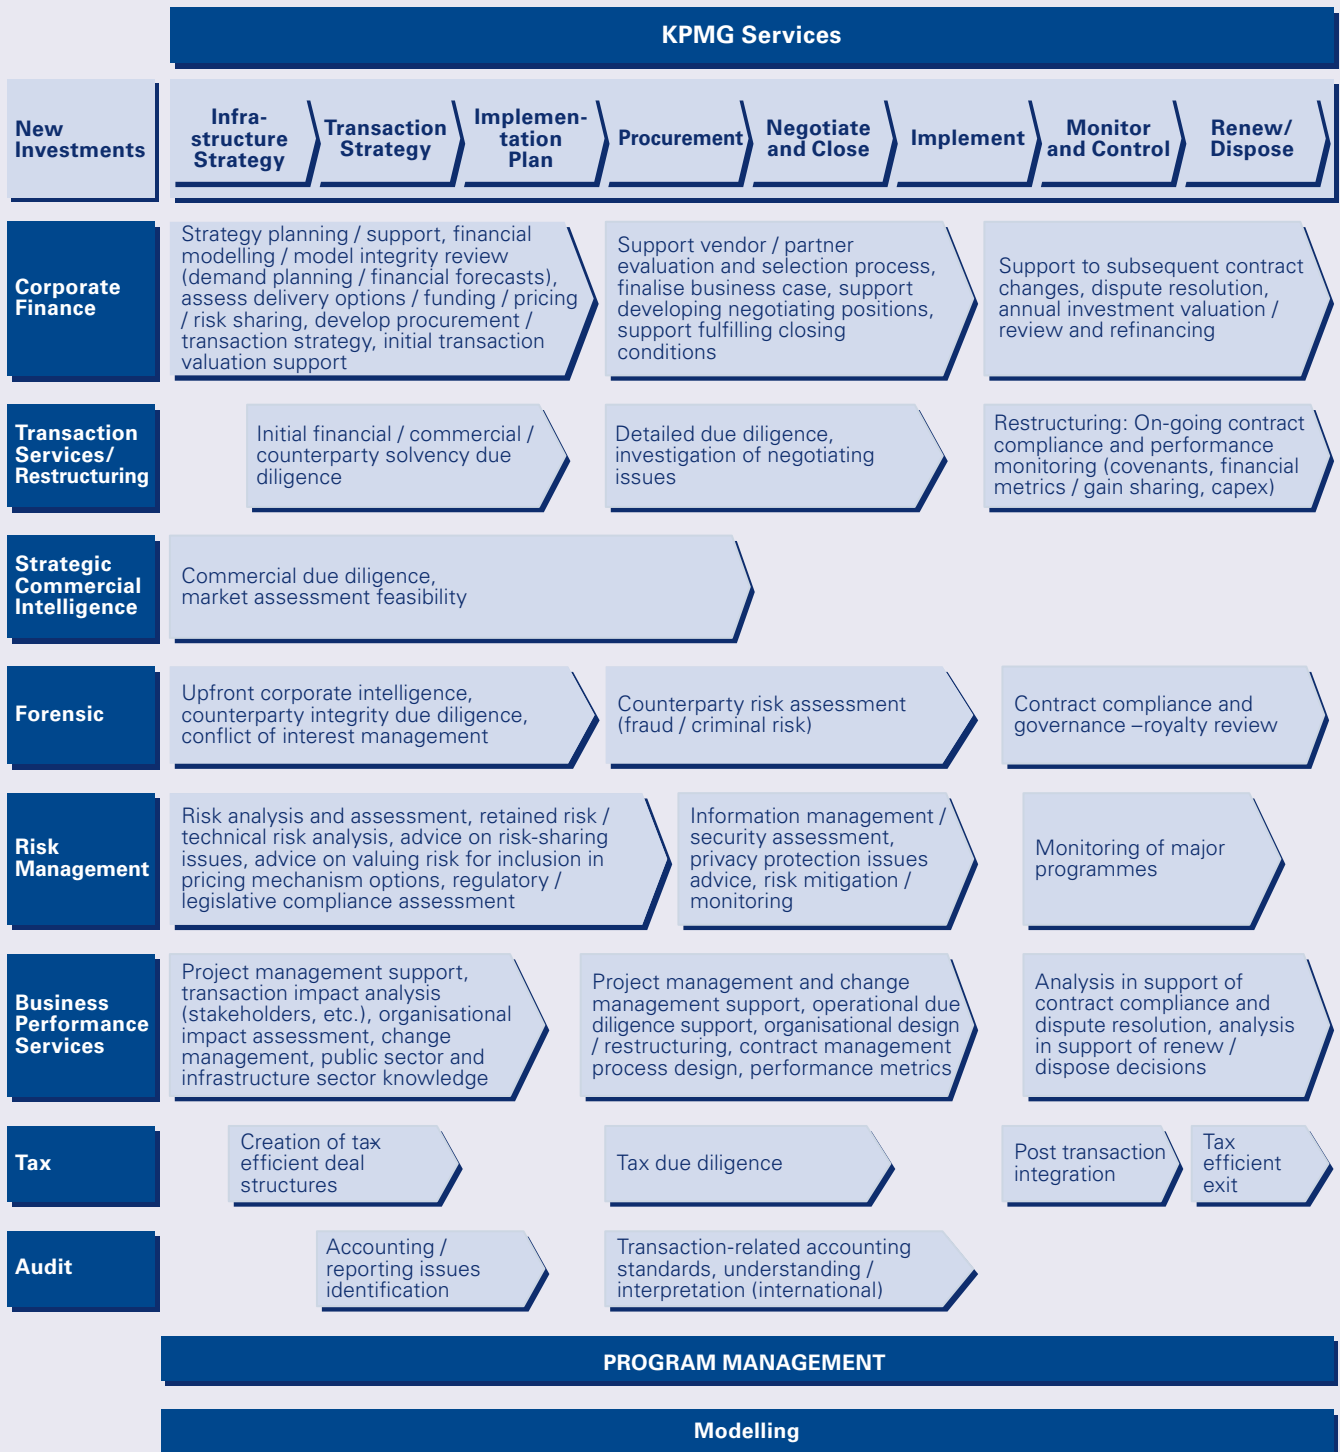 KPMG Services
New
Investments
Infra-
structure
Strategy
Transaction
Strategy
Implemen-
tation
Plan
Procurement
Negotiate
and Close
Implement
Monitor
and Control
Renew/
Dispose
Corporate
Finance
Strategy planning / support, financial
modelling / model integrity review
(demand planning / financial forecasts),
assess delivery options / funding / pricing
/ risk sharing, develop procurement /
transaction strategy, initial transaction
valuation support
Support vendor / partner
evaluation and selection process,
finalise business case, support
developing negotiating positions,
support fulfilling closing
conditions
Support to subsequent contract
changes, dispute resolution,
annual investment valuation /
review and refinancing
Transaction
Services/
Restructuring
Initial financial / commercial /
counterparty solvency due
diligence
Detailed due diligence,
investigation of negotiating
issues
Restructuring: On-going contract
compliance and performance
monitoring (covenants, financial
metrics / gain sharing, capex)
Strategic
Commercial
Intelligence
Commercial due diligence,
market assessment feasibility
Forensic
Upfront corporate intelligence,
counterparty integrity due diligence,
conflict of interest management
Counterparty risk assessment
(fraud / criminal risk)
Contract compliance and
governance –royalty review
Risk
Management
Risk analysis and assessment, retained risk /
technical risk analysis, advice on risk-sharing
issues, advice on valuing risk for inclusion in
pricing mechanism options, regulatory /
legislative compliance assessment
Information management /
security assessment,
privacy protection issues
advice, risk mitigation /
monitoring
Monitoring of major
programmes
Business
Performance
Services
Project management support,
transaction impact analysis
(stakeholders, etc.), organisational
impact assessment, change
management, public sector and
infrastructure sector knowledge
Project management and change
management support, operational due
diligence support, organisational design
/ restructuring, contract management
process design, performance metrics
Analysis in support of
contract compliance and
dispute resolution, analysis
in support of renew /
dispose decisions
Tax
Creation of tax
efficient deal
structures
Tax due diligence
Post transaction
integration
Tax
efficient
exit
Audit
Accounting /
reporting issues
identification
Transaction-related accounting
standards, understanding /
interpretation (international)
PROGRAM MANAGEMENT
Modelling